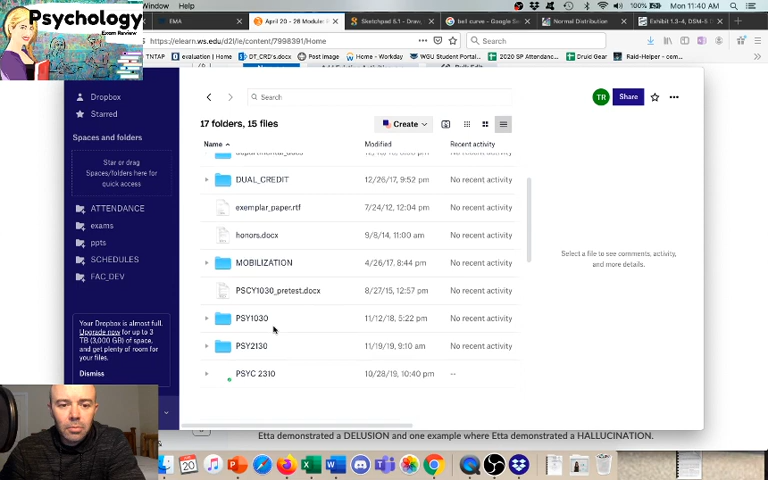 Psychology
Exam Review
Window Help
100%
Mon 11:40 AM
EMA
April 20 - 28 Module:
Sketchpad 5.1 - Draw,
bell curve - Google Se
Normal Distribution
Exhibit 1.3-4, DSM-5 D
https://elearn.ws.edu/d2l/le/content/7998391/Home
Search
TNTAP
evaluation | Home
DT_CRD's.docx
Post image
Home - Workday
WGU Student Portal...
2020 SP Attendance
Druid Gear
Raid-Helper - com...
Dropbox
Starred
Spaces and folders
Star or drag
Spaces/folders here for
quick access
ATTENDANCE
exams
ppts
SCHEDULES
FAC_DEV
Your Dropbox is almost full.
Upgrade now for up to 3
TB (3,000 GB) of space,
and get plenty of room for
your files.
Dismiss
Search
TR
Share
17 folders, 15 files
Create
Name
Modified
Recent activity
No recent activity
DUAL_CREDIT
12/26/17, 9:52 pm
No recent activity
exemplar_paper.rtf
7/24/12, 12:04 pm
No recent activity
honors.docx
9/8/14, 11:00 am
No recent activity
MOBILIZATION
4/26/17, 8:44 pm
No recent activity
PSCY1030_pretest.docx
8/27/15, 12:57 pm
No recent activity
PSY1030
11/12/18, 5:22 pm
No recent activity
PSY2130
11/19/19, 9:10 am
No recent activity
PSYC 2310
10/28/19, 10:40 pm
--
Select a file to see comments, activity,
and more details.
Etta demonstrated a DELUSION and one example where Etta demonstrated a HALLUCINATION.